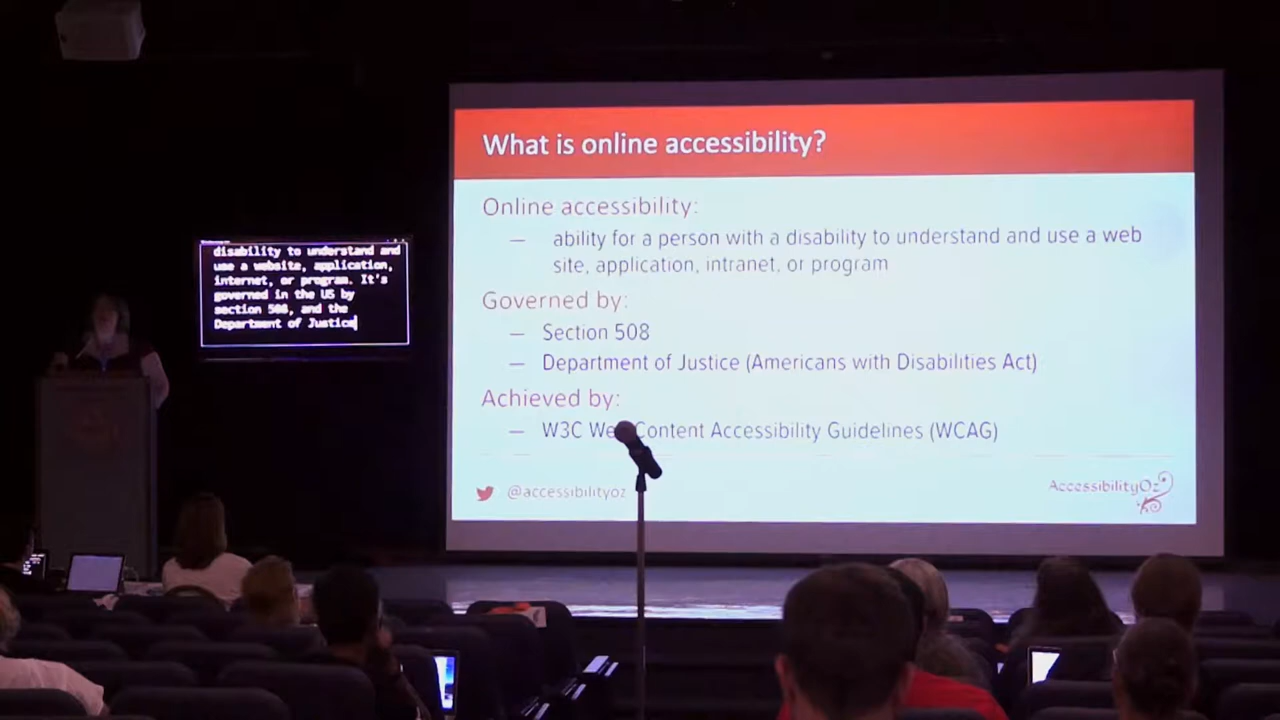 What is online accessibility?
Online accessibility:
— ability for a person with a disability to understand and use a web
site, application, intranet, or program
Governed by:
— Section 508
— Department of Justice (Americans with Disabilities Act)
Achieved by:
— W3C We Content Accessibility Guidelines (WCAG)
@accessibilityoz
AccessibilityOz
disability to understand and
use a website, application,
internet, or program. It's
governed in the US by
section 508, and the
Department of Justice